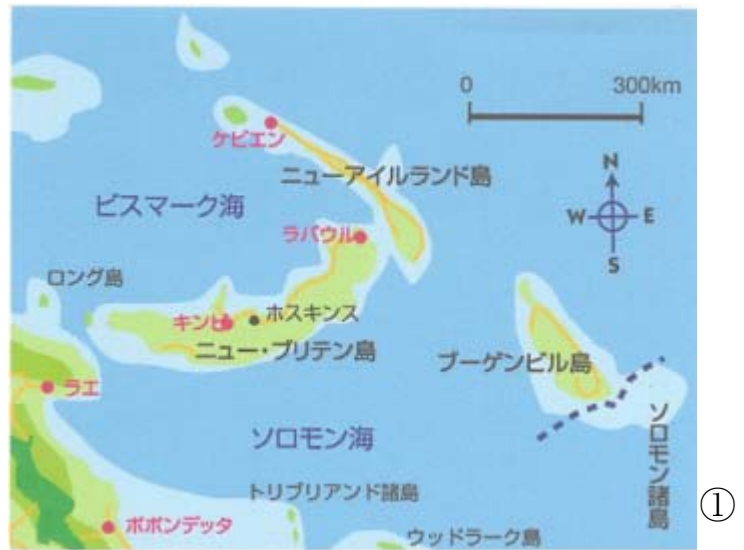 0 300km
ケビエン
ニューアイルランド島
N
W E
S
ビスマーク海
ラバウル
ロング島
ホスキンス
キンビ
ニュー・ブリテン島
ブーゲンビル島
ラエ
ソロモン海
ソロモン諸島
トリブリアンド諸島
ポポンデッタ
ウッドラーク島
①